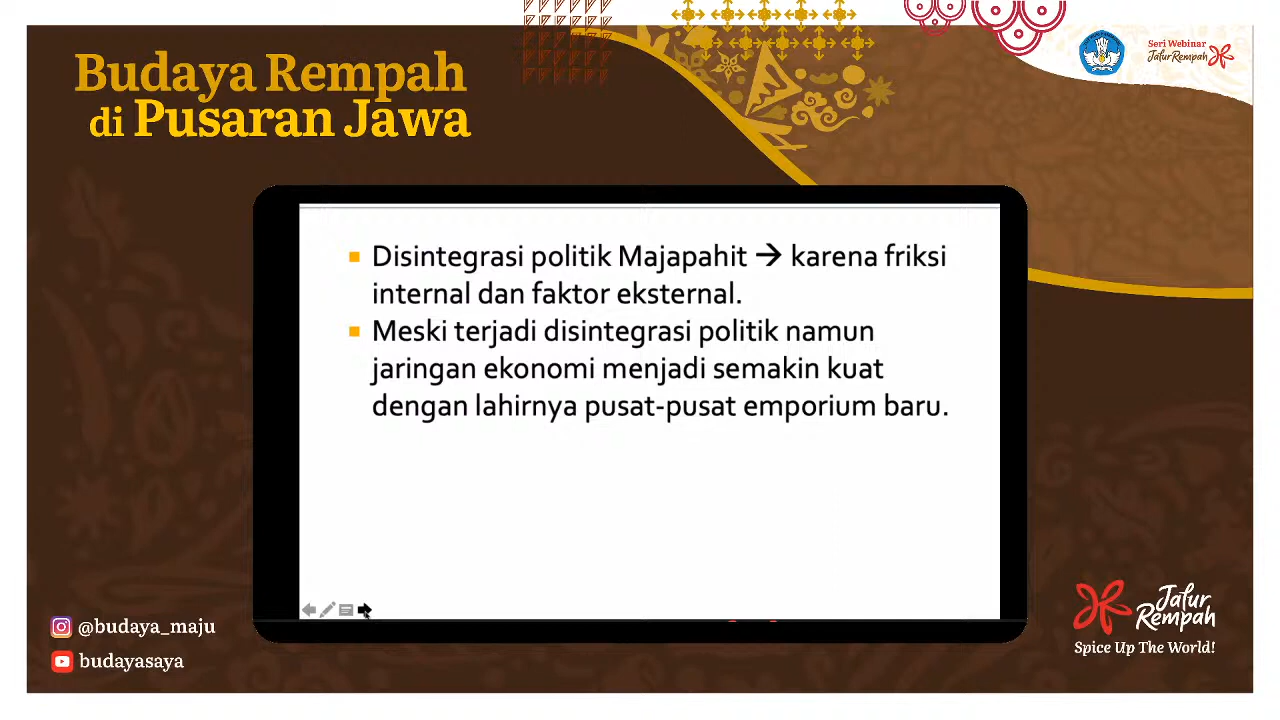 Budaya Rempah
di Pusaran Jawa
Seri Webinar
Jalur Rempah
Disintegrasi politik Majapahit → karena friksi
internal dan faktor eksternal.
Meski terjadi disintegrasi politik namun
jaringan ekonomi menjadi semakin kuat
dengan lahirnya pusat-pusat emporium baru.
@budaya_maju
budayasaya
Jalur
Rempah
Spice Up The World!